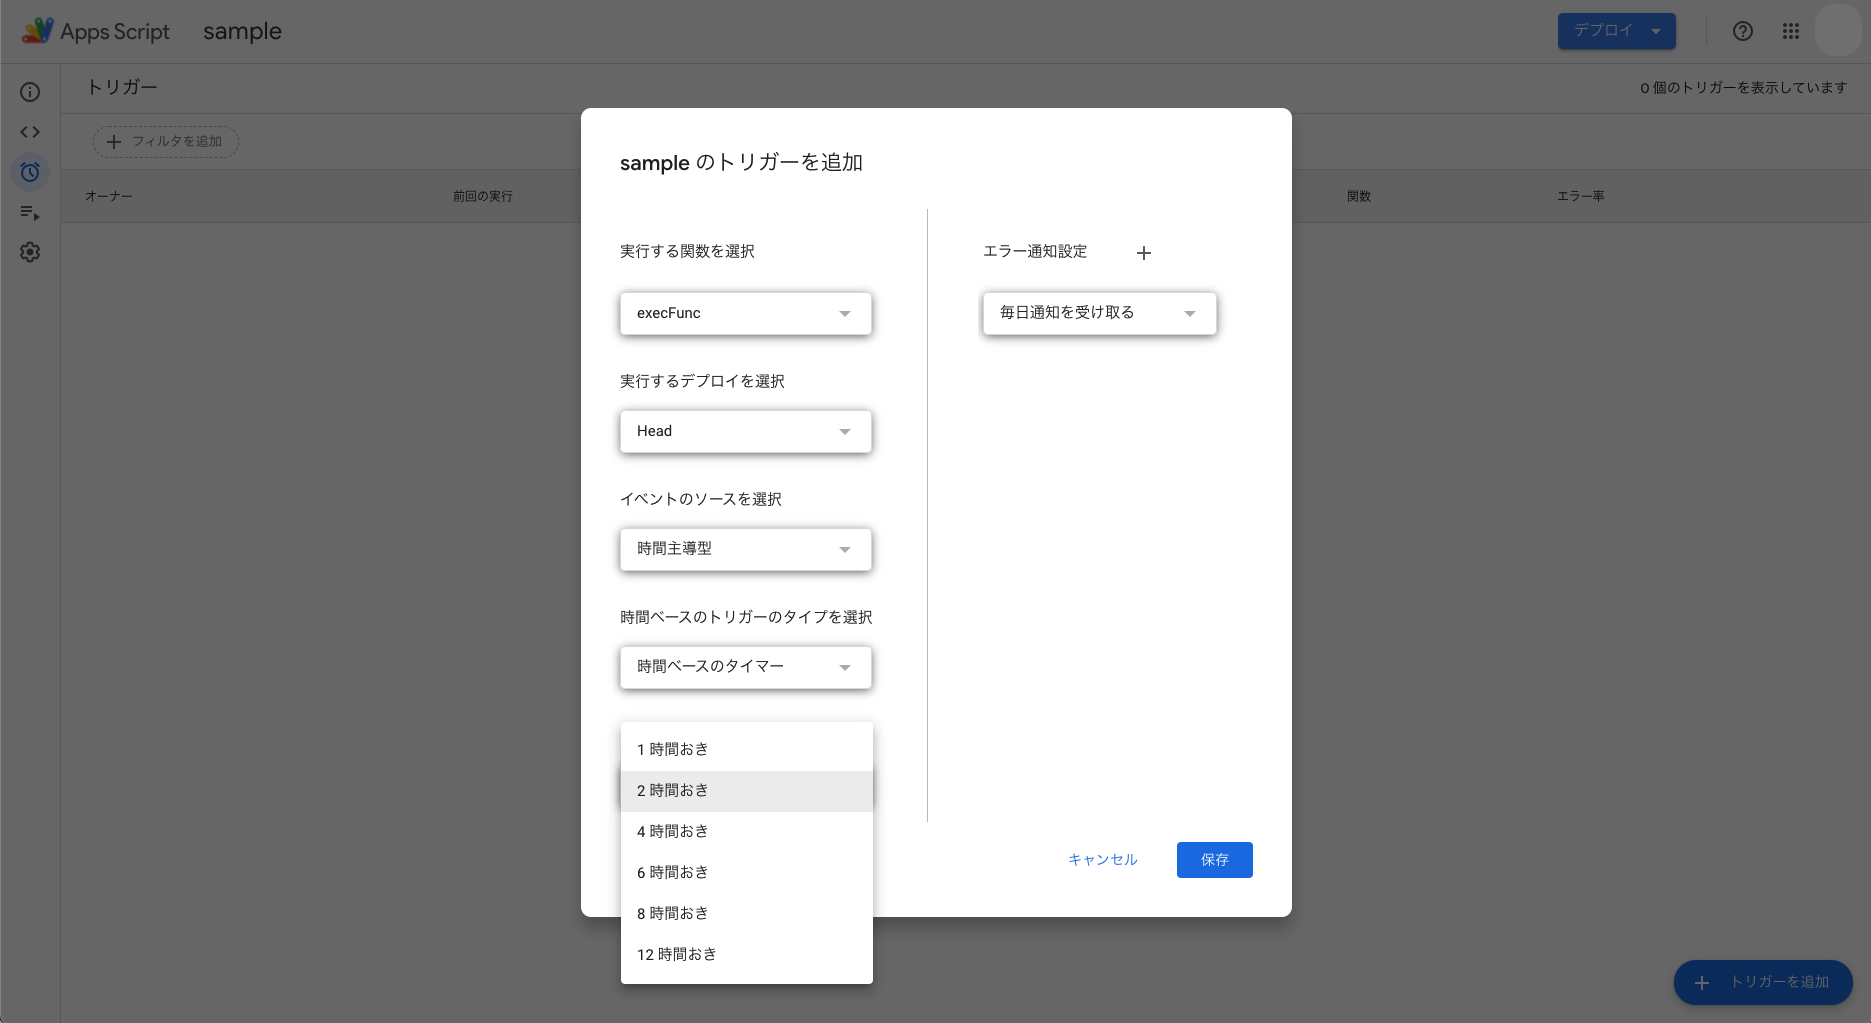 Apps Script
sample
デプロイ
トリガー
0 個のトリガーを表示しています
フィルタを追加
オーナー
前回の実行
関数
エラー率
sample のトリガーを追加
実行する関数を選択
execFunc
実行するデプロイを選択
Head
イベントのソースを選択
時間主導型
時間ベースのトリガーのタイプを選択
時間ベースのタイマー
1 時間おき
2 時間おき
4 時間おき
6 時間おき
8 時間おき
12 時間おき
エラー通知設定
毎日通知を受け取る
キャンセル
保存
トリガーを追加